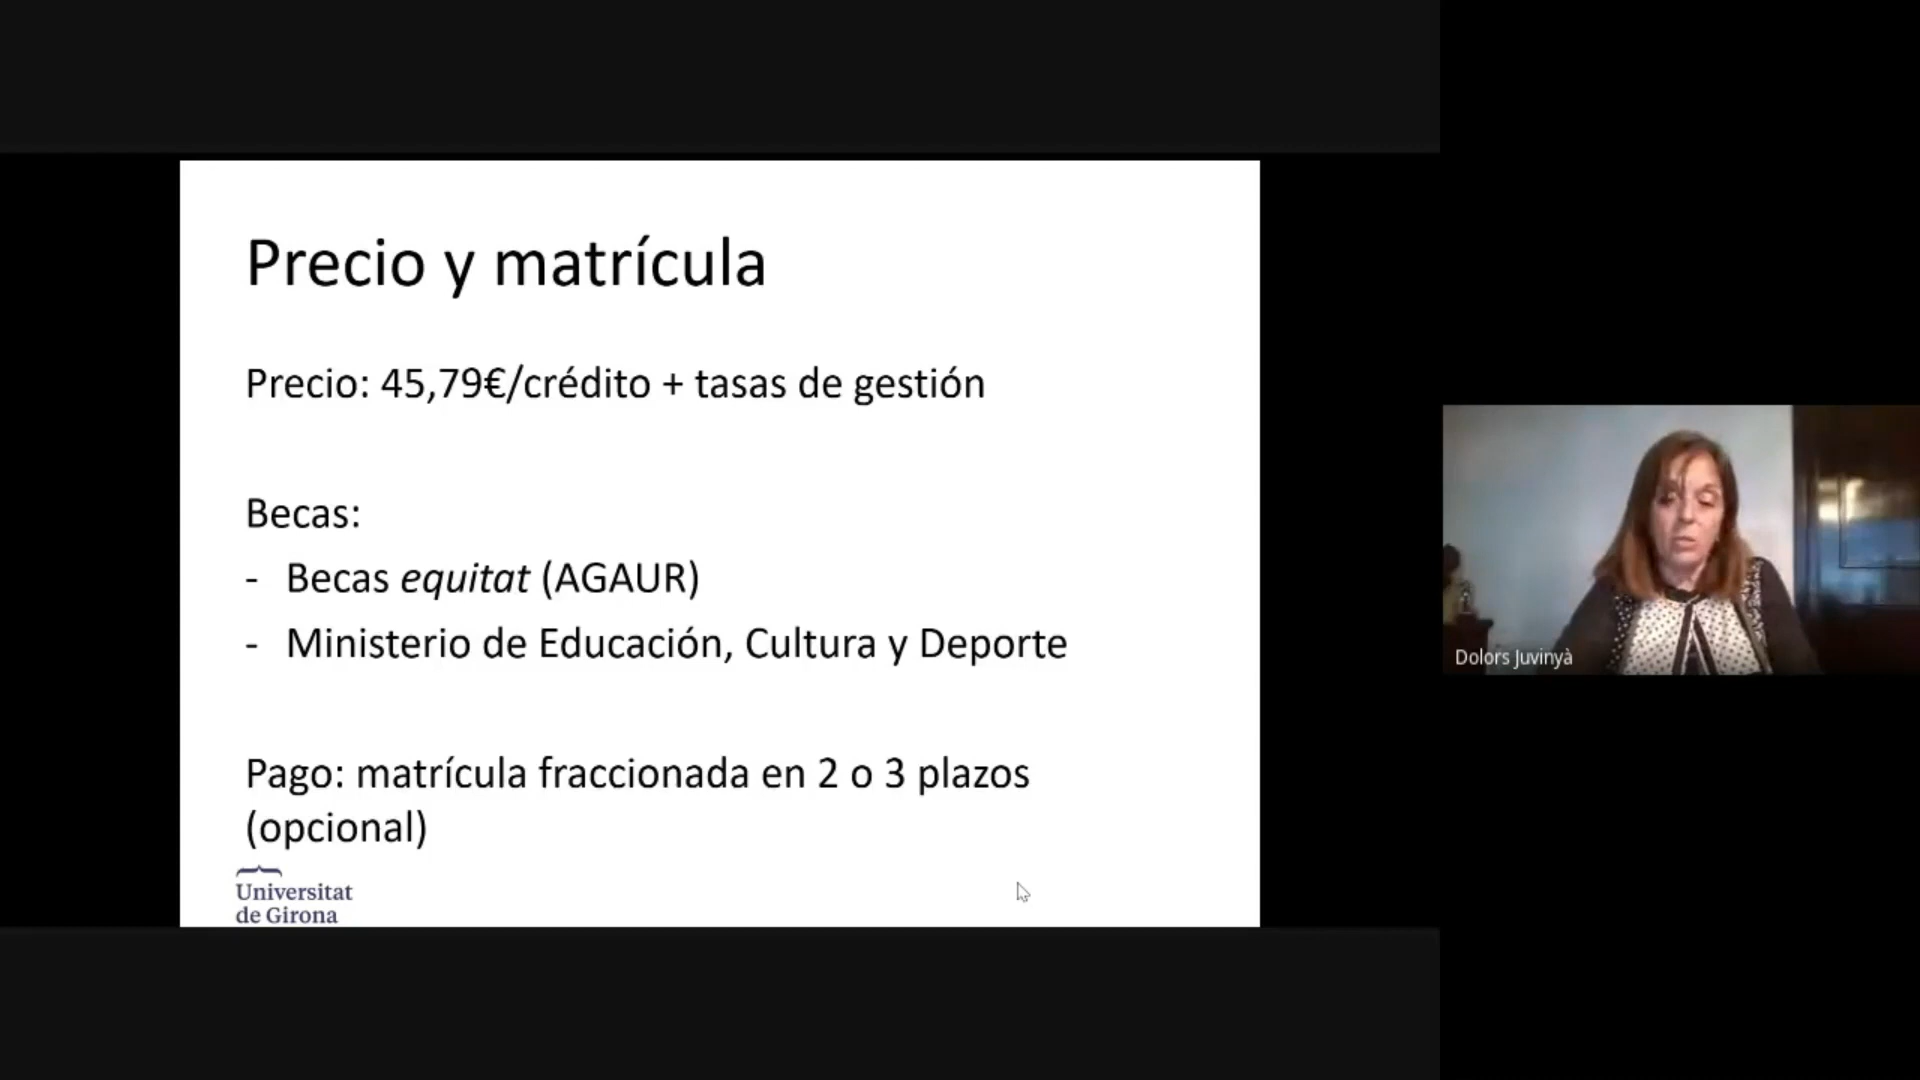 Precio y matrícula
Precio: 45,79€/crédito + tasas de gestión
Becas:
- Becas equitat (AGAUR)
- Ministerio de Educación, Cultura y Deporte
Pago: matrícula fraccionada en 2 o 3 plazos
(opcional)
Universitat
de Girona
Dolors Juvinyà